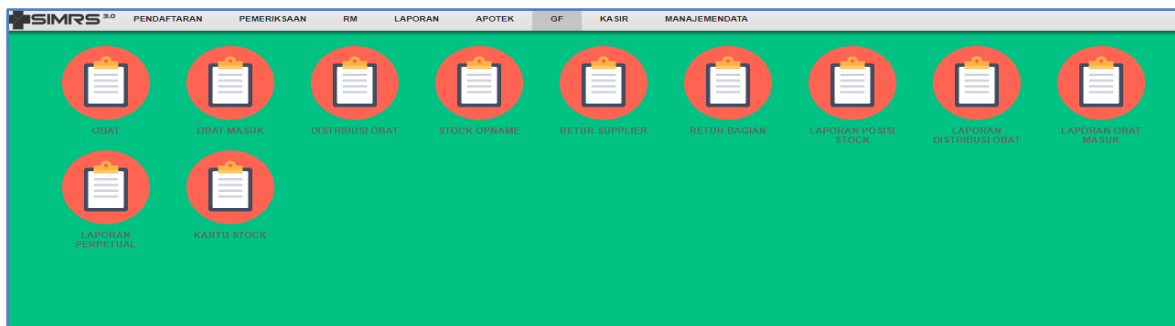 SIMRS 3.0 PENDAFTARAN PEMERIKSAAN RM LAPORAN APOTEK GF KASIR MANAJEMENDATA
OBAT OBAT MASUK DISTRIBUSI OBAT STOCK OPNAME RETUR SUPPLIER RETUR BAGIAN LAPORAN POSISI LAPORAN LAPORAN OBAT
STOCK DISTRIBUSI OBAT MASUK
LAPORAN KARTU STOCK
PERPETUAL